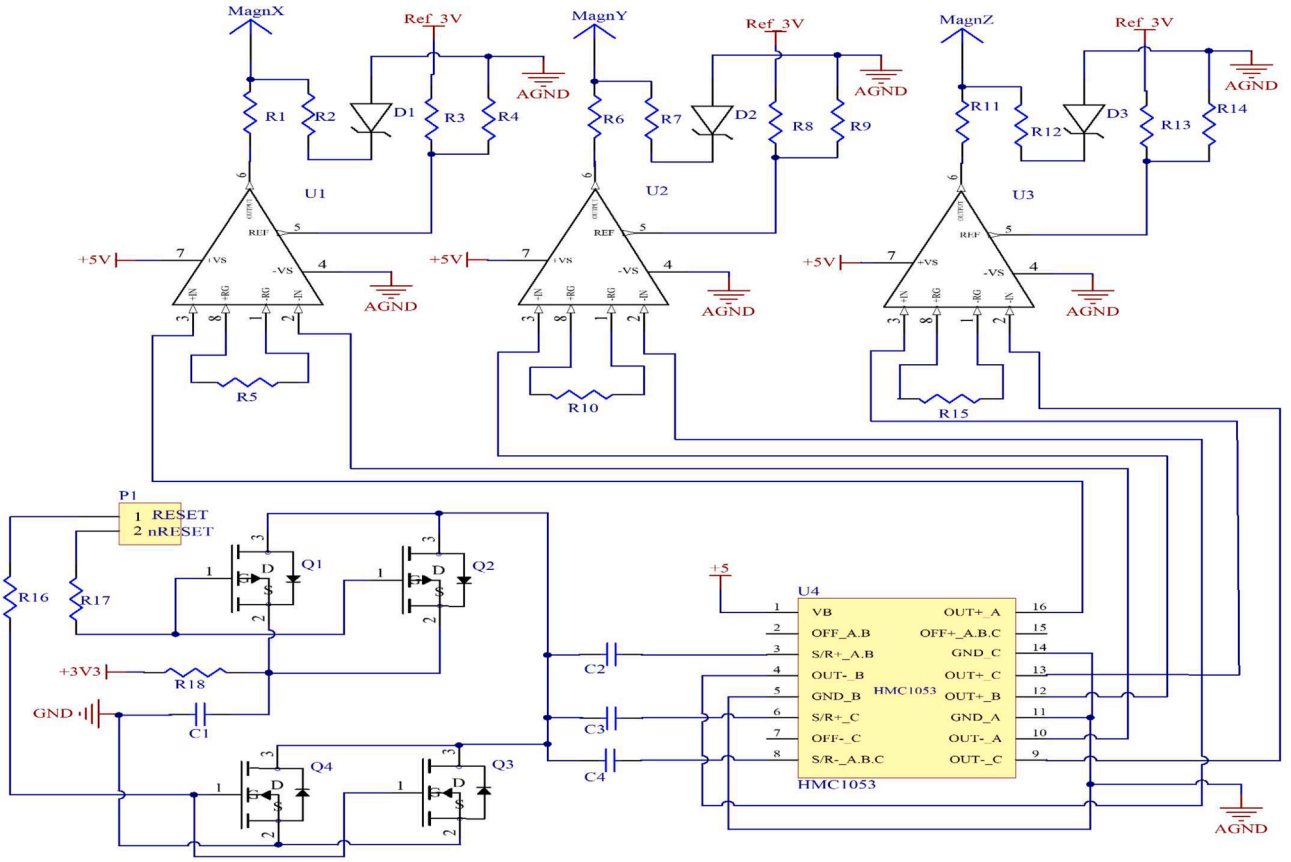 MagnX
Ref_3V
MagnY
Ref_3V
MagnZ
Ref_3V
AGND
AGND
AGND
R1
R2
D1
R3
R4
R6
R7
D2
R8
R9
R11
R12
D3
R13
R14
6
OUTPUT
U1
REF
5
+5V
7
+VS
-VS
4
AGND
+IN
+RG
-RG
-IN
3
8
1
2
R5
6
OUTPUT
U2
REF
5
+5V
7
+VS
-VS
4
AGND
-IN
+RG
-RG
-IN
3
8
1
2
R10
6
OUTPUT
U3
REF
5
+5V
7
+VS
-VS
4
AGND
+IN
+RG
-RG
-IN
3
8
1
2
R15
P1
1 RESET
2 nRESET
R16
R17
3
1
D
G
S
2
Q1
3
1
D
G
S
2
Q2
+3V3
R18
GND
C1
3
1
D
G
S
2
Q4
3
1
D
G
S
2
Q3
C2
C3
C4
+5
U4
1 VB OUT+_A 16
2 OFF_A.B OFF+_A.B.C 15
3 S/R+_A.B GND_C 14
4 OUT-_B OUT+_C 13
5 GND_B HMC1053 OUT+_B 12
6 S/R+_C GND_A 11
7 OFF-_C OUT-_A 10
8 S/R-_A.B.C OUT-_C 9
HMC1053
AGND